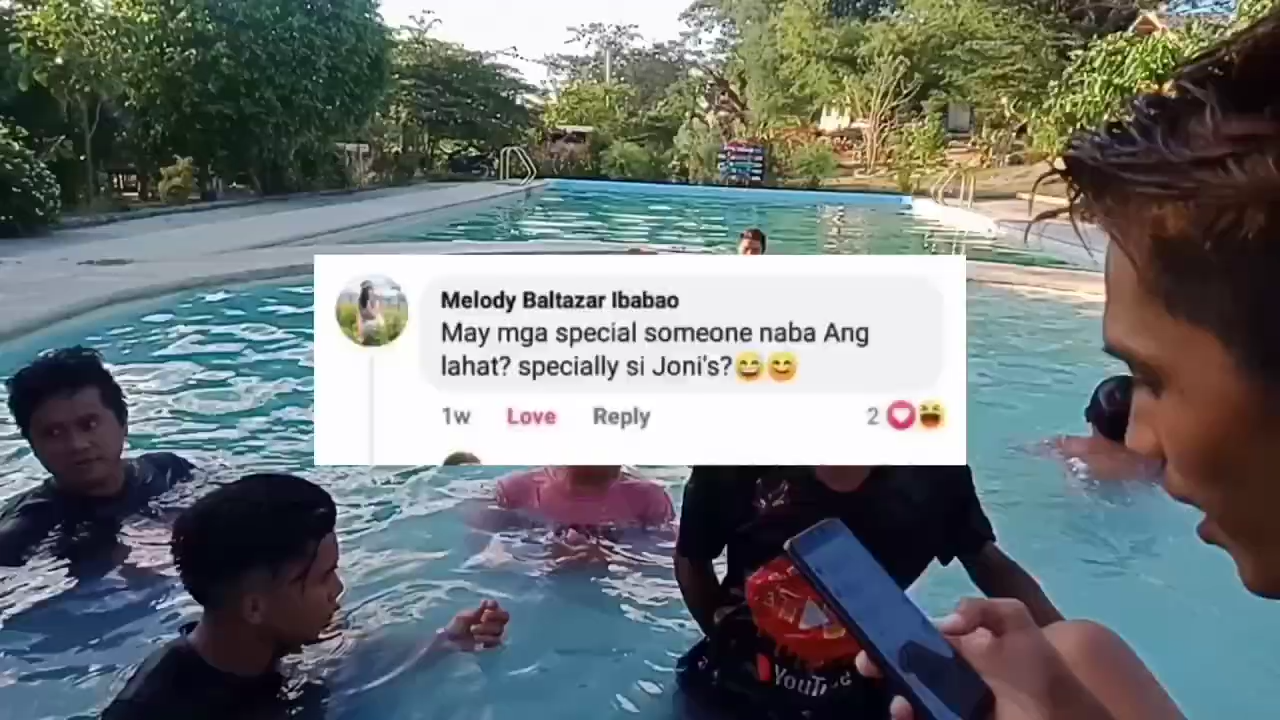 Melody Baltazar Ibabao
May mga special someone naba Ang
lahat? specially si Joni's?😄😊
1w Love Reply 2
YouTube